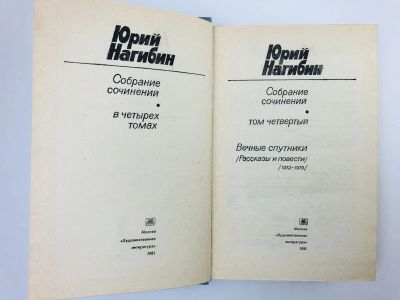 Юрий
Нагибин
Собрание
сочинений
•
в четырех
томах
Москва
«Художественная
литература»
1981
Юрий
Нагибин
Собрание
сочинений
•
том четвертый
Вечные спутники
/Рассказы и повести/
/1972-1979/
Москва
«Художественная
литература»
1981